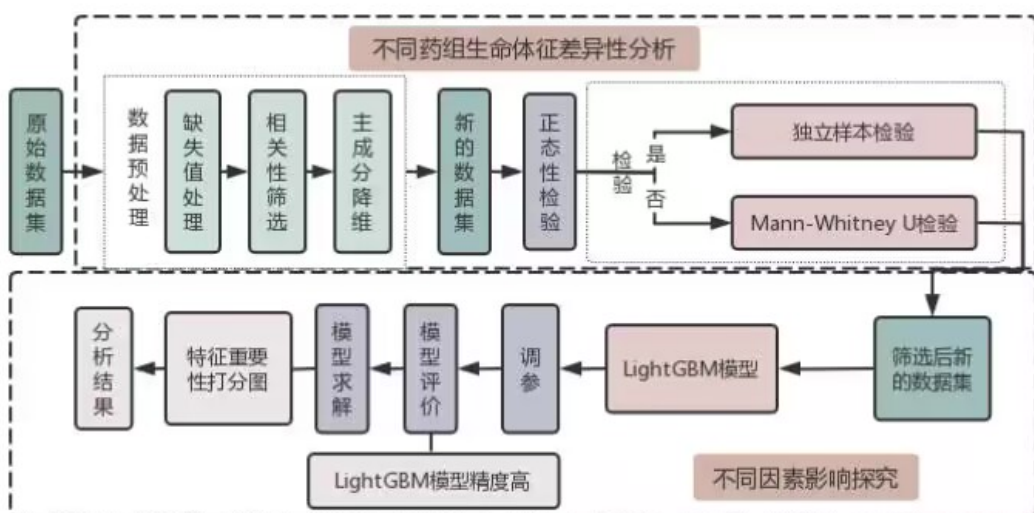 不同药组生命体征差异性分析
原始数据集
数据预处理
缺失值处理
相关性筛选
主成分降维
新的数据集
正态性检验
检验
是
否
独立样本检验
Mann-Whitney U检验
筛选后新
的数据集
LightGBM模型
调参
模型评价
LightGBM模型精度高
模型求解
特征重要
性打分图
分析结果
不同因素影响探究